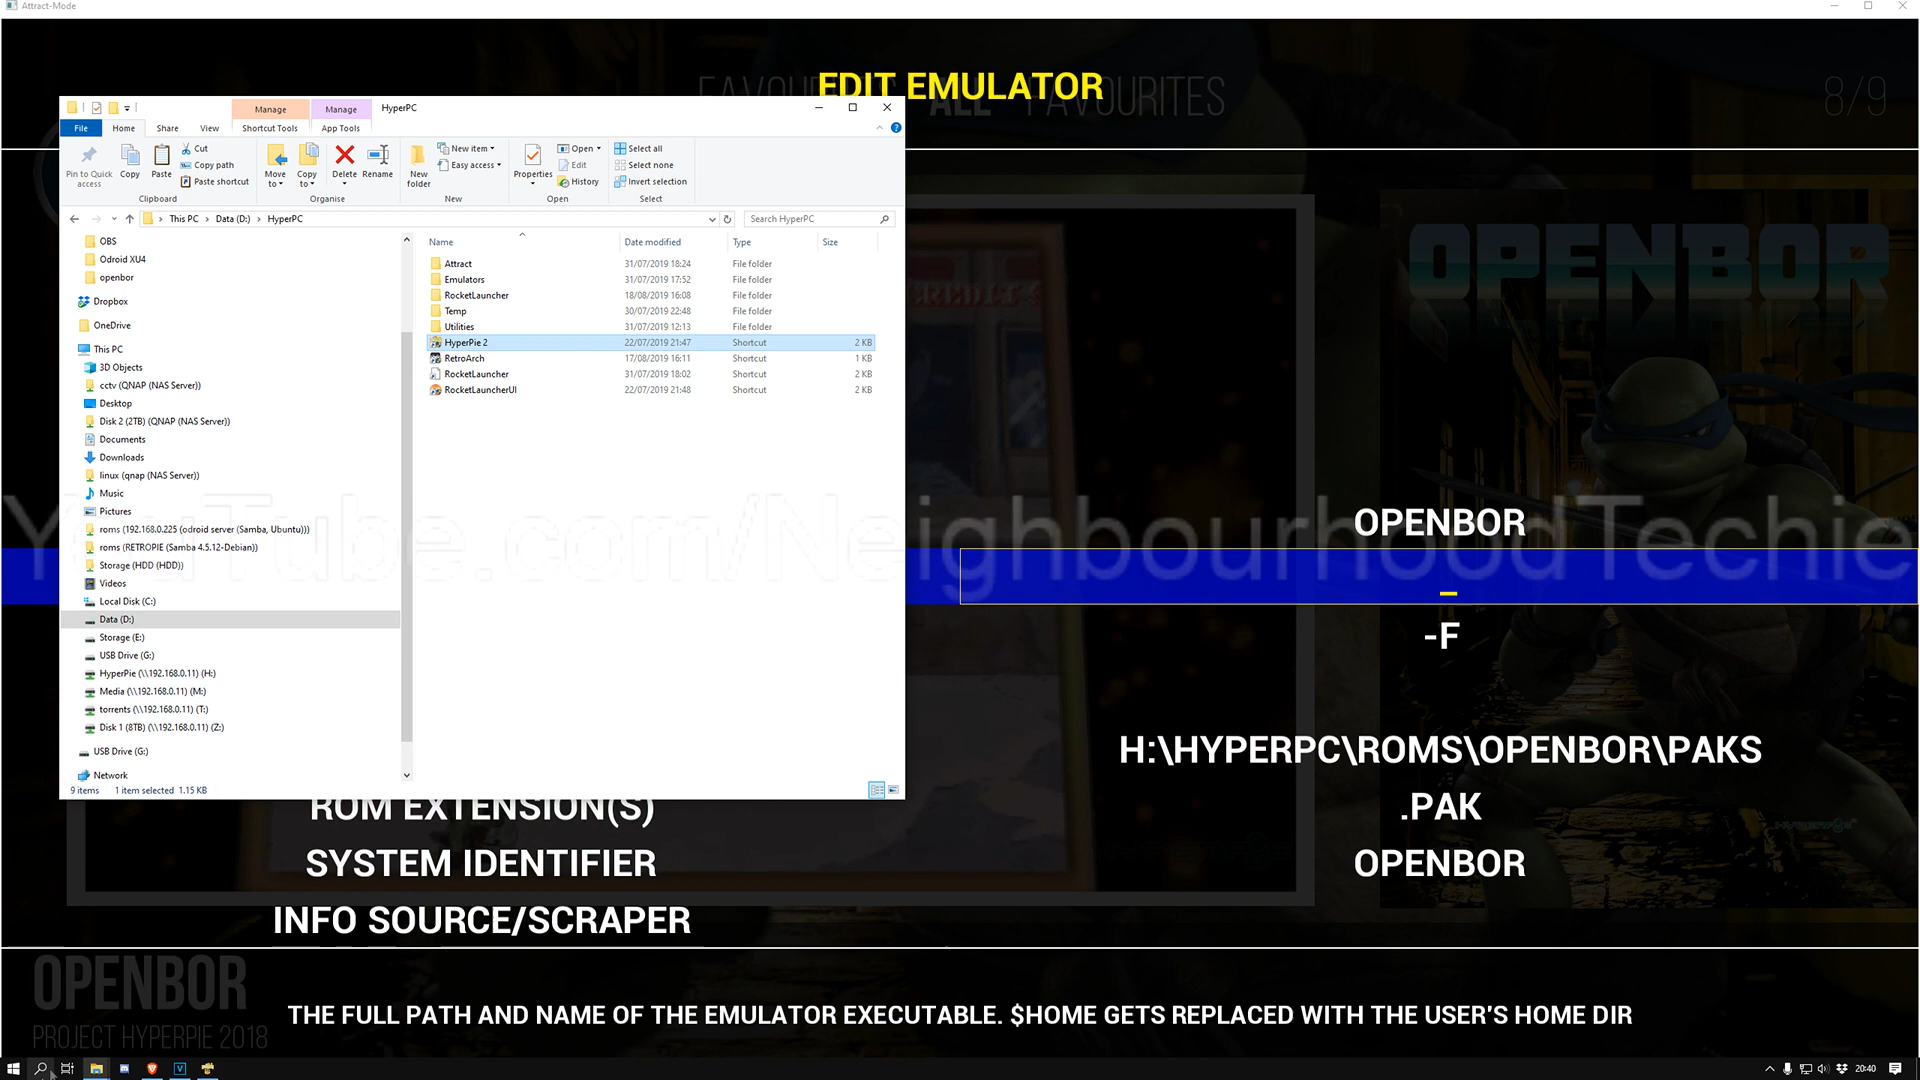 Attract-Mode
FAVOURITES ALL FAVOURITES
8/9
EDIT EMULATOR
Manage
Manage
HyperPC
File
Home
Share
View
Shortcut Tools
App Tools
Pin to Quick access
Copy
Paste
Cut
Copy path
Paste shortcut
Clipboard
Move to
Copy to
Delete
Rename
Organise
New folder
New item
Easy access
New
Properties
Open
Edit
History
Open
Select all
Select none
Invert selection
Select
This PC > Data (D:) > HyperPC
Search HyperPC
OBS
Odroid XU4
openbor
Dropbox
OneDrive
This PC
3D Objects
cctv (QNAP (NAS Server))
Desktop
Disk 2 (2TB) (QNAP (NAS Server))
Documents
Downloads
linux (qnap (NAS Server))
Music
Pictures
roms (192.168.0.225 (odroid server (Samba, Ubuntu)))
roms (RETROPIE (Samba 4.5.12-Debian))
Storage (HDD (HDD))
Videos
Local Disk (C:)
Data (D:)
Storage (E:)
USB Drive (G:)
HyperPie (\\192.168.0.11) (H:)
Media (\\192.168.0.11) (M:)
torrents (\\192.168.0.11) (T:)
Disk 1 (8TB) (\\192.168.0.11) (Z:)
USB Drive (G:)
Network
Name Date modified Type Size
Attract 31/07/2019 18:24 File folder
Emulators 31/07/2019 17:52 File folder
RocketLauncher 18/08/2019 16:08 File folder
Temp 30/07/2019 22:48 File folder
Utilities 31/07/2019 12:13 File folder
HyperPie 2 22/07/2019 21:47 Shortcut 2 KB
RetroArch 17/08/2019 16:11 Shortcut 1 KB
RocketLauncher 31/07/2019 18:02 Shortcut 2 KB
RocketLauncherUI 22/07/2019 21:48 Shortcut 2 KB
9 items 1 item selected 1.15 KB
OPENBOR
YouTube.com/NeighbourhoodTechie
OPENBOR
_
-F
H:\HYPERPC\ROMS\OPENBOR\PAKS
ROM EXTENSION(S) .PAK
SYSTEM IDENTIFIER OPENBOR
INFO SOURCE/SCRAPER
OPENBOR
PROJECT HYPERPIE 2018
THE FULL PATH AND NAME OF THE EMULATOR EXECUTABLE. $HOME GETS REPLACED WITH THE USER'S HOME DIR
20:40